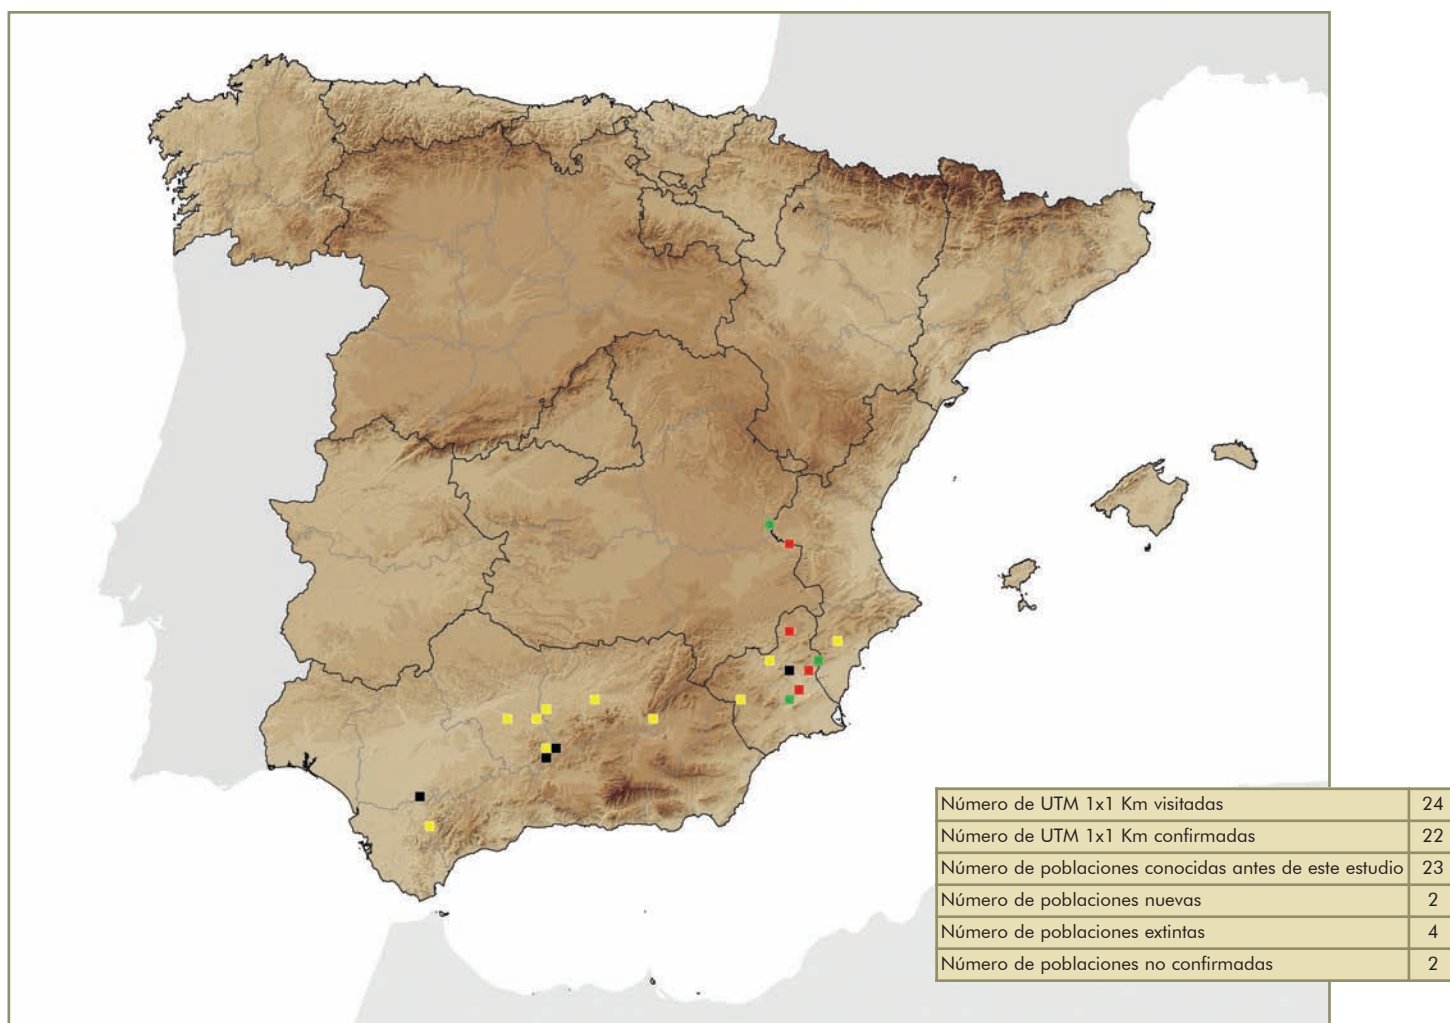 Número de UTM 1x1 Km visitadas 24
Número de UTM 1x1 Km confirmadas 22
Número de poblaciones conocidas antes de este estudio 23
Número de poblaciones nuevas 2
Número de poblaciones extintas 4
Número de poblaciones no confirmadas 2